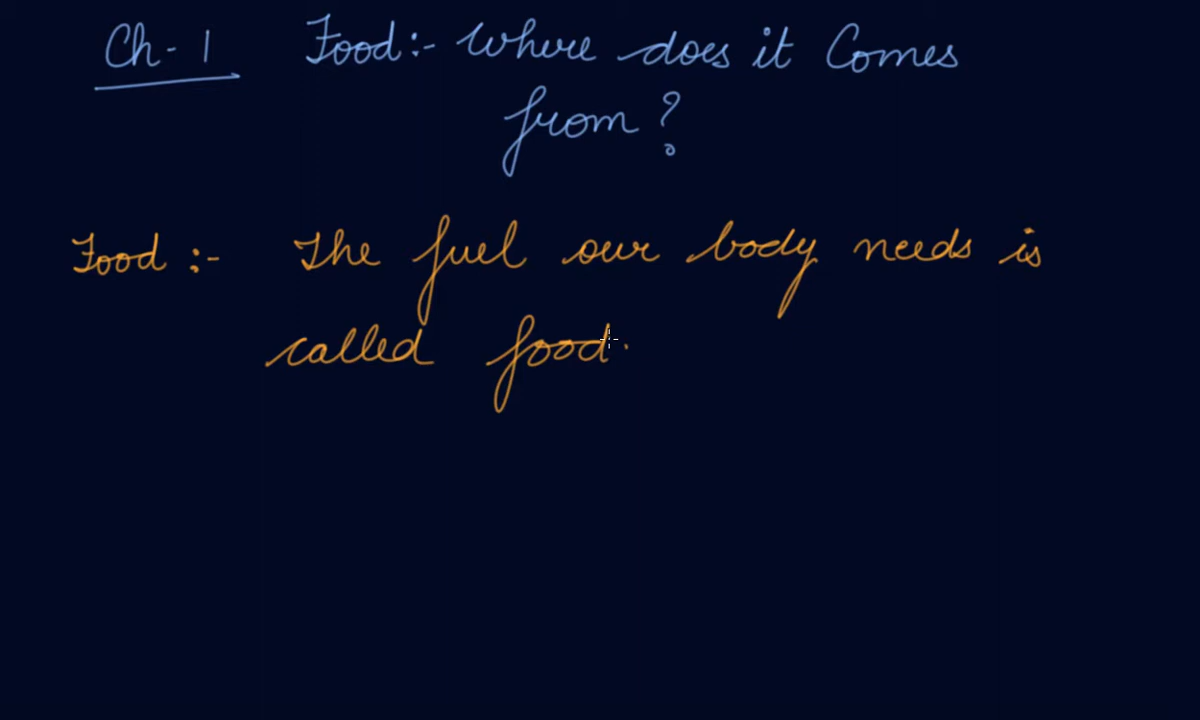 Ch- 1 Food:- Where does it Comes
from?
Food :- The fuel our body needs is
called food.